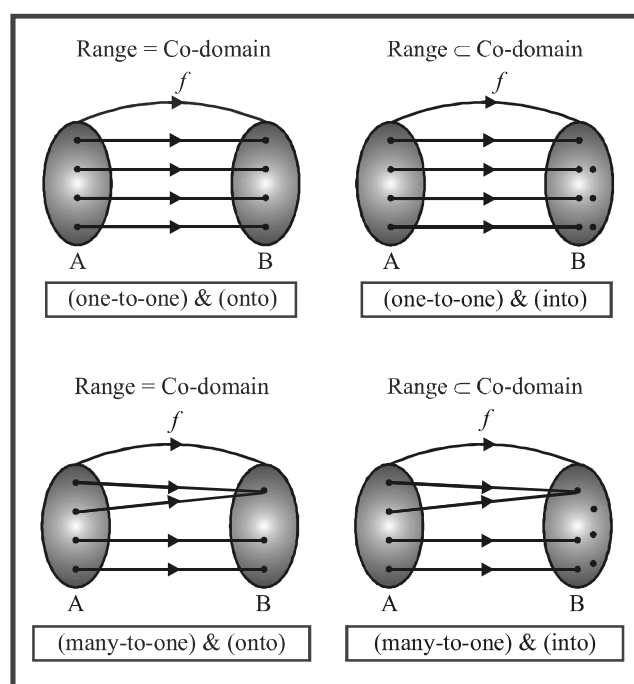 Range = Co-domain
f
A B
(one-to-one) & (onto)
Range ⊂ Co-domain
f
A B
(one-to-one) & (into)
Range = Co-domain
f
A B
(many-to-one) & (onto)
Range ⊂ Co-domain
f
A B
(many-to-one) & (into)